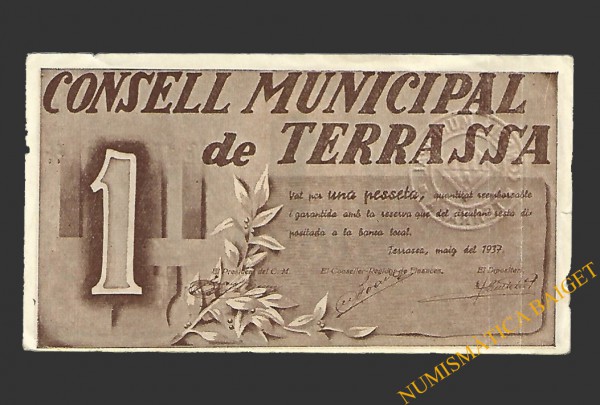 CONSELL MUNICIPAL
de TERRASSA
1
Val per una pesseta, quantitat reemborsable
i garantida amb la reserva que del circulant resta di-
positada a la banca local.
Terrassa, maig del 1937.
El President del C. M. El Conseller-Regidor de Finances, El Dipositari,
NUMISMATICA BAIGET